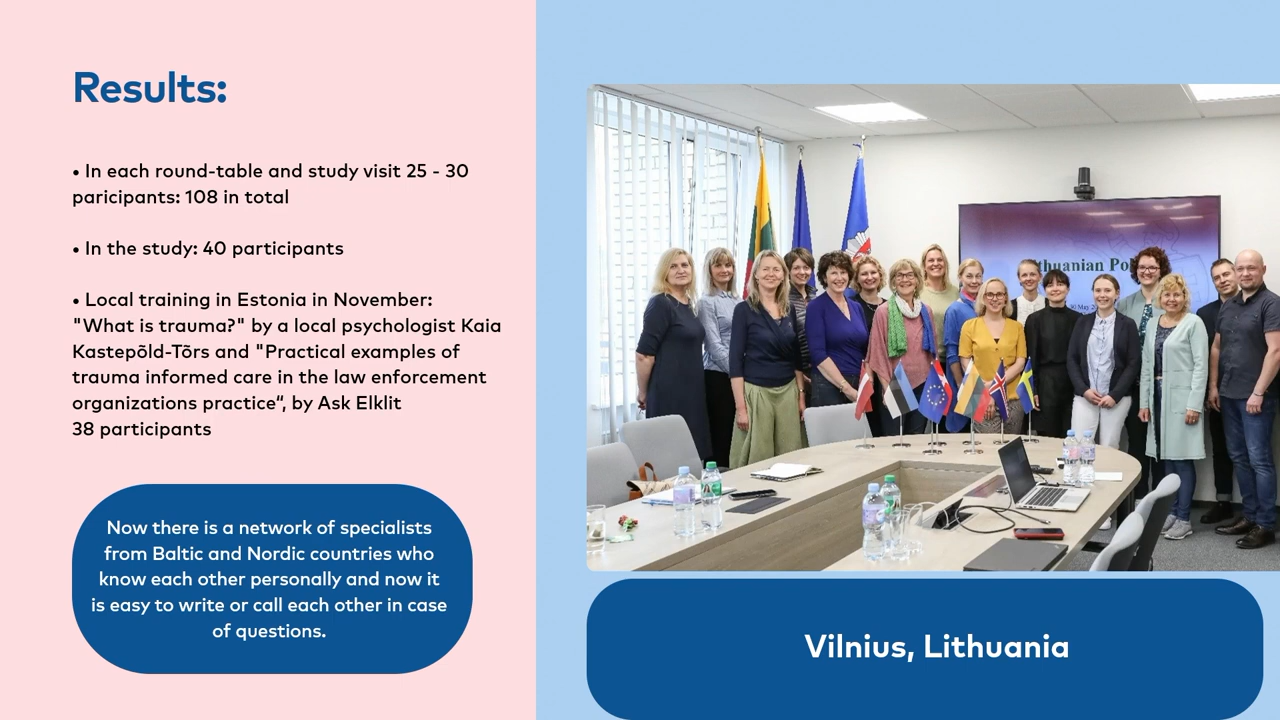 Results:
• In each round-table and study visit 25 - 30
paricipants: 108 in total
• In the study: 40 participants
• Local training in Estonia in November:
"What is trauma?" by a local psychologist Kaia
Kastepõld-Tõrs and "Practical examples of
trauma informed care in the law enforcement
organizations practice“, by Ask Elklit
38 participants
Now there is a network of specialists
from Baltic and Nordic countries who
know each other personally and now it
is easy to write or call each other in case
of questions.
thuanian Pol
30 May
Vilnius, Lithuania